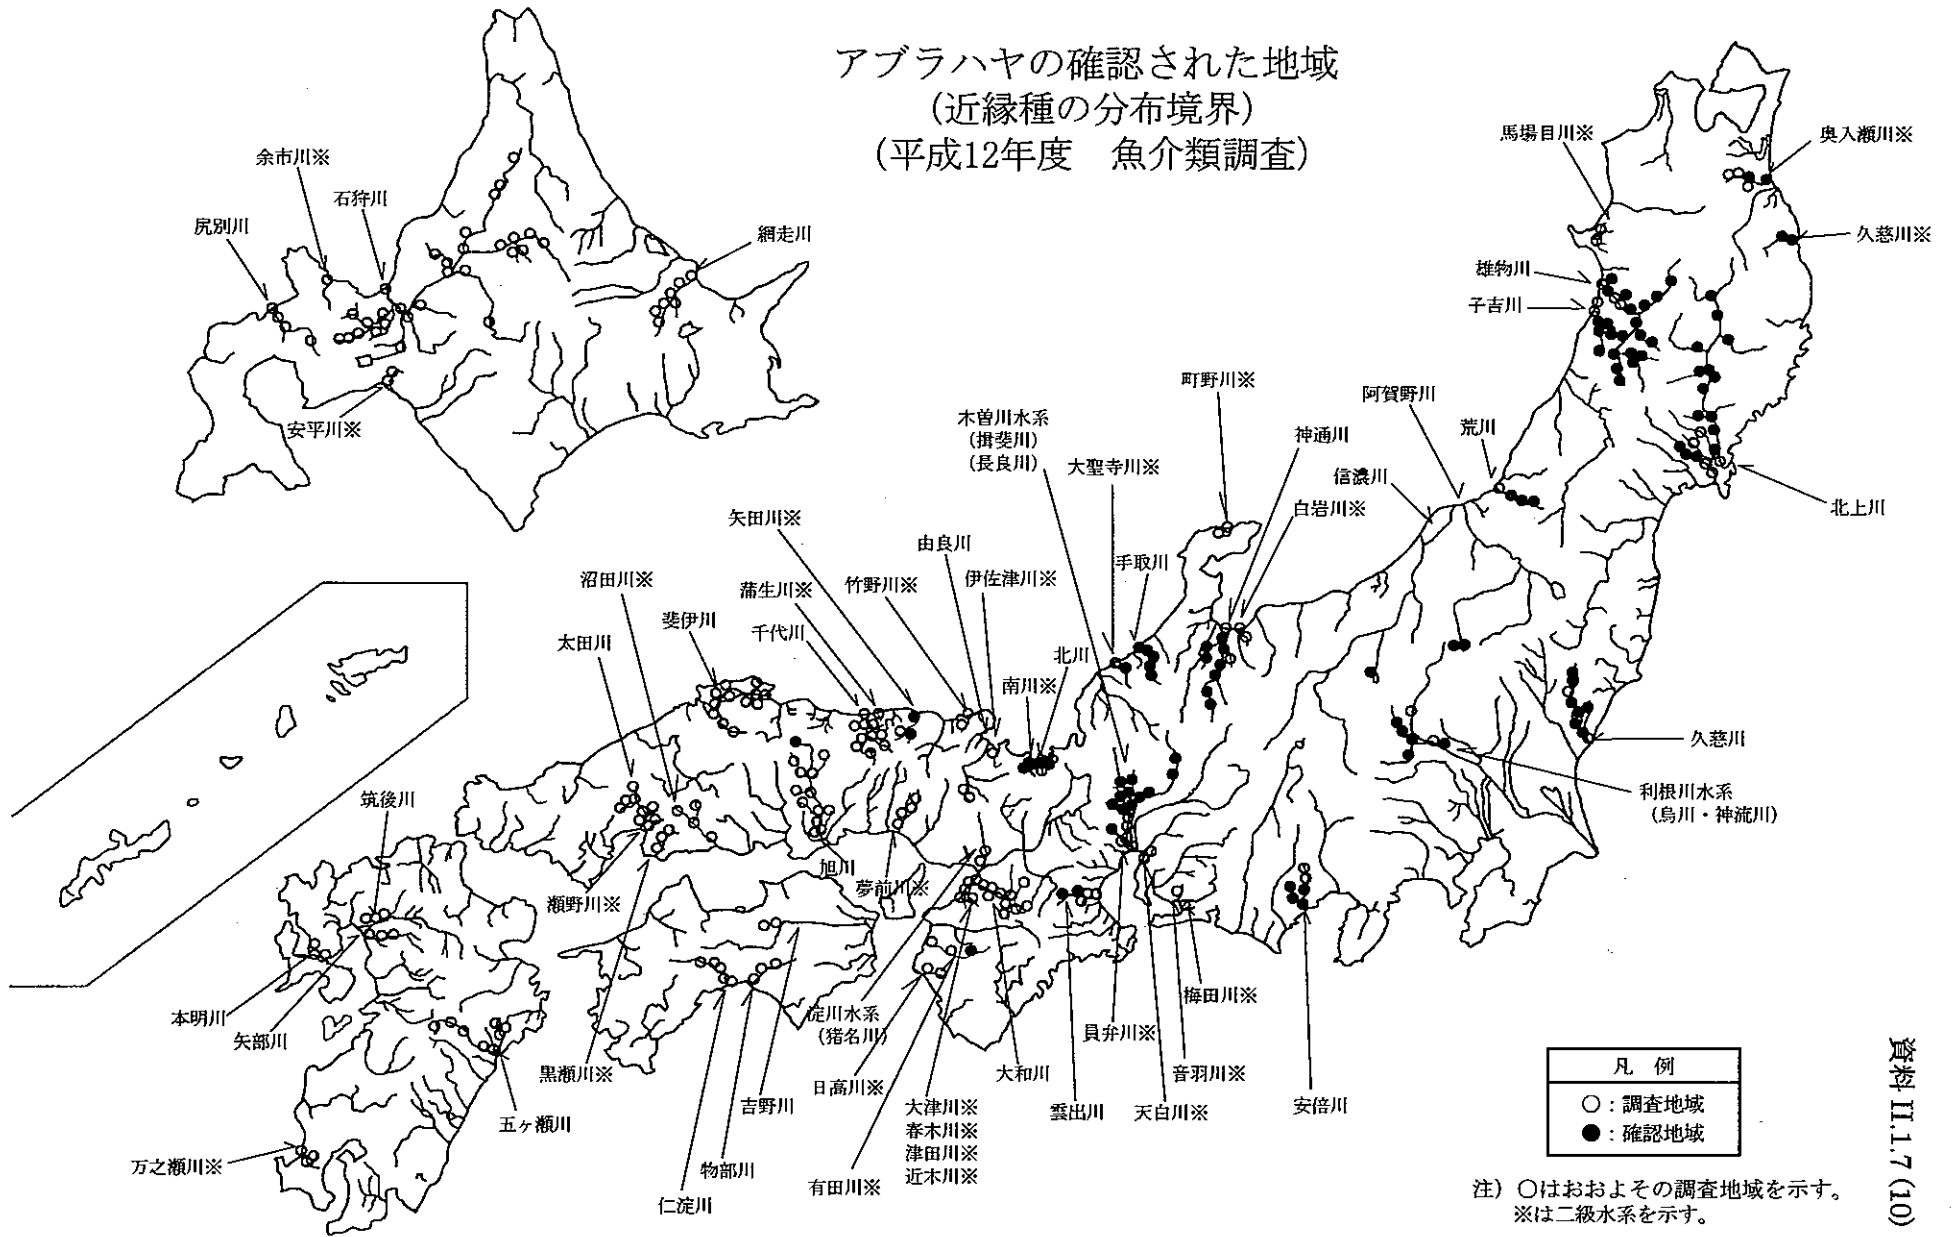 アブラハヤの確認された地域
(近縁種の分布境界)
(平成12年度　魚介類調査)
余市川※
石狩川
尻別川
網走川
安平川※
馬場目川※
奥入瀬川※
久慈川※
雄物川
子吉川
北上川
町野川※
阿賀野川
荒川
木曽川水系
(揖斐川)
(長良川)
神通川
大聖寺川※
信濃川
白岩川※
矢田川※
由良川
手取川
沼田川※
蒲生川※
竹野川※
伊佐津川※
斐伊川
千代川
太田川
北川
南川※
久慈川
利根川水系
(烏川・神流川)
筑後川
旭川
夢前川※
瀬野川※
本明川
矢部川
黒瀬川※
淀川水系
(猪名川)
梅田川※
貝弁川※
音羽川※
大和川
日高川※
吉野川
大津川※
春木川※
津田川※
近木川※
雲出川
天白川※
安倍川
五ヶ瀬川
万之瀬川※
物部川
有田川※
仁淀川
凡　例
○：調査地域
●：確認地域
注）○はおおよその調査地域を示す。
※は二級水系を示す。
資料 II.1.7 (10)